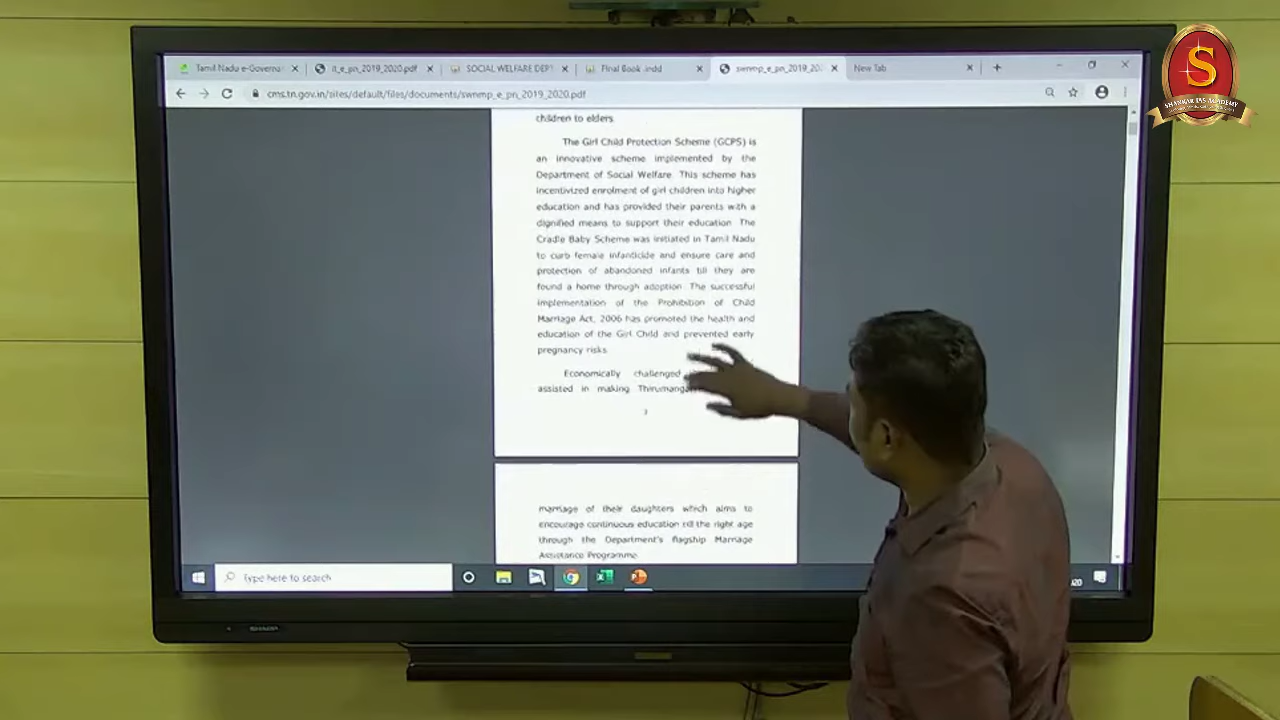 Tamil Nadu e-Governa
it_e_pn_2019_2020.pdf
SOCIAL WELFARE DEPT
Final Book .indd
swnmp_e_pn_2019_202
New Tab
cms.tn.gov.in/sites/default/files/documents/swnmp_e_pn_2019_2020.pdf
S
SHANKAR IAS ACADEMY
children to elders.
The Girl Child Protection Scheme (GCPS) is
an innovative scheme implemented by the
Department of Social Welfare. This scheme has
incentivized enrolment of girl children into higher
education and has provided their parents with a
dignified means to support their education. The
Cradle Baby Scheme was initiated in Tamil Nadu
to curb female infanticide and ensure care and
protection of abandoned infants till they are
found a home through adoption. The successful
implementation of the Prohibition of Child
Marriage Act, 2006 has promoted the health and
education of the Girl Child and prevented early
pregnancy risks.
Economically challenged
assisted in making Thirumanga
marriage of their daughters which aims to
encourage continuous education till the right age
through the Department's flagship Marriage
Assistance Programme.
Type here to search
SHARP